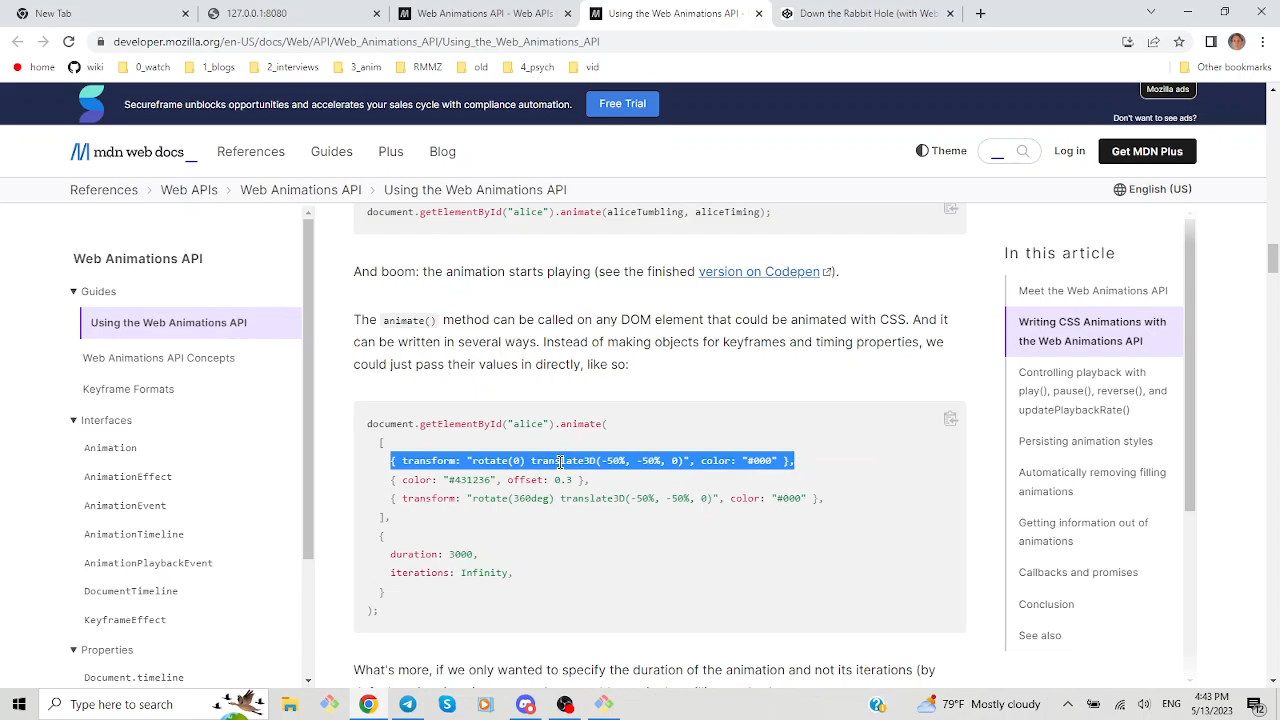 New Tab
127.0.0.1:8080
Web Animations API - Web APIs
Using the Web Animations API -
Down the Rabbit Hole (with Web
developer.mozilla.org/en-US/docs/Web/API/Web_Animations_API/Using_the_Web_Animations_API
home
wiki
0_watch
1_blogs
2_interviews
3_anim
RMMZ
old
4_psych
vid
Other bookmarks
Secureframe unblocks opportunities and accelerates your sales cycle with compliance automation.
Free Trial
Mozilla ads
Don't want to see ads?
mdn web docs_
References
Guides
Plus
Blog
Theme
Log in
Get MDN Plus
References > Web APIs > Web Animations API > Using the Web Animations API
English (US)
Web Animations API
Guides
Using the Web Animations API
Web Animations API Concepts
Keyframe Formats
Interfaces
Animation
AnimationEffect
AnimationEvent
AnimationTimeline
AnimationPlaybackEvent
DocumentTimeline
KeyframeEffect
Properties
Document.timeline
document.getElementById("alice").animate(aliceTumbling, aliceTiming);
And boom: the animation starts playing (see the finished version on Codepen).
The animate() method can be called on any DOM element that could be animated with CSS. And it
can be written in several ways. Instead of making objects for keyframes and timing properties, we
could just pass their values in directly, like so:
document.getElementById("alice").animate(
[
{ transform: "rotate(0) translate3D(-50%, -50%, 0)", color: "#000" },
{ color: "#431236", offset: 0.3 },
{ transform: "rotate(360deg) translate3D(-50%, -50%, 0)", color: "#000" },
],
{
duration: 3000,
iterations: Infinity,
}
);
What's more, if we only wanted to specify the duration of the animation and not its iterations (by
In this article
Meet the Web Animations API
Writing CSS Animations with
the Web Animations API
Controlling playback with
play(), pause(), reverse(), and
updatePlaybackRate()
Persisting animation styles
Automatically removing filling
animations
Getting information out of
animations
Callbacks and promises
Conclusion
See also
Type here to search
79°F Mostly cloudy
ENG
4:43 PM
5/13/2023
12